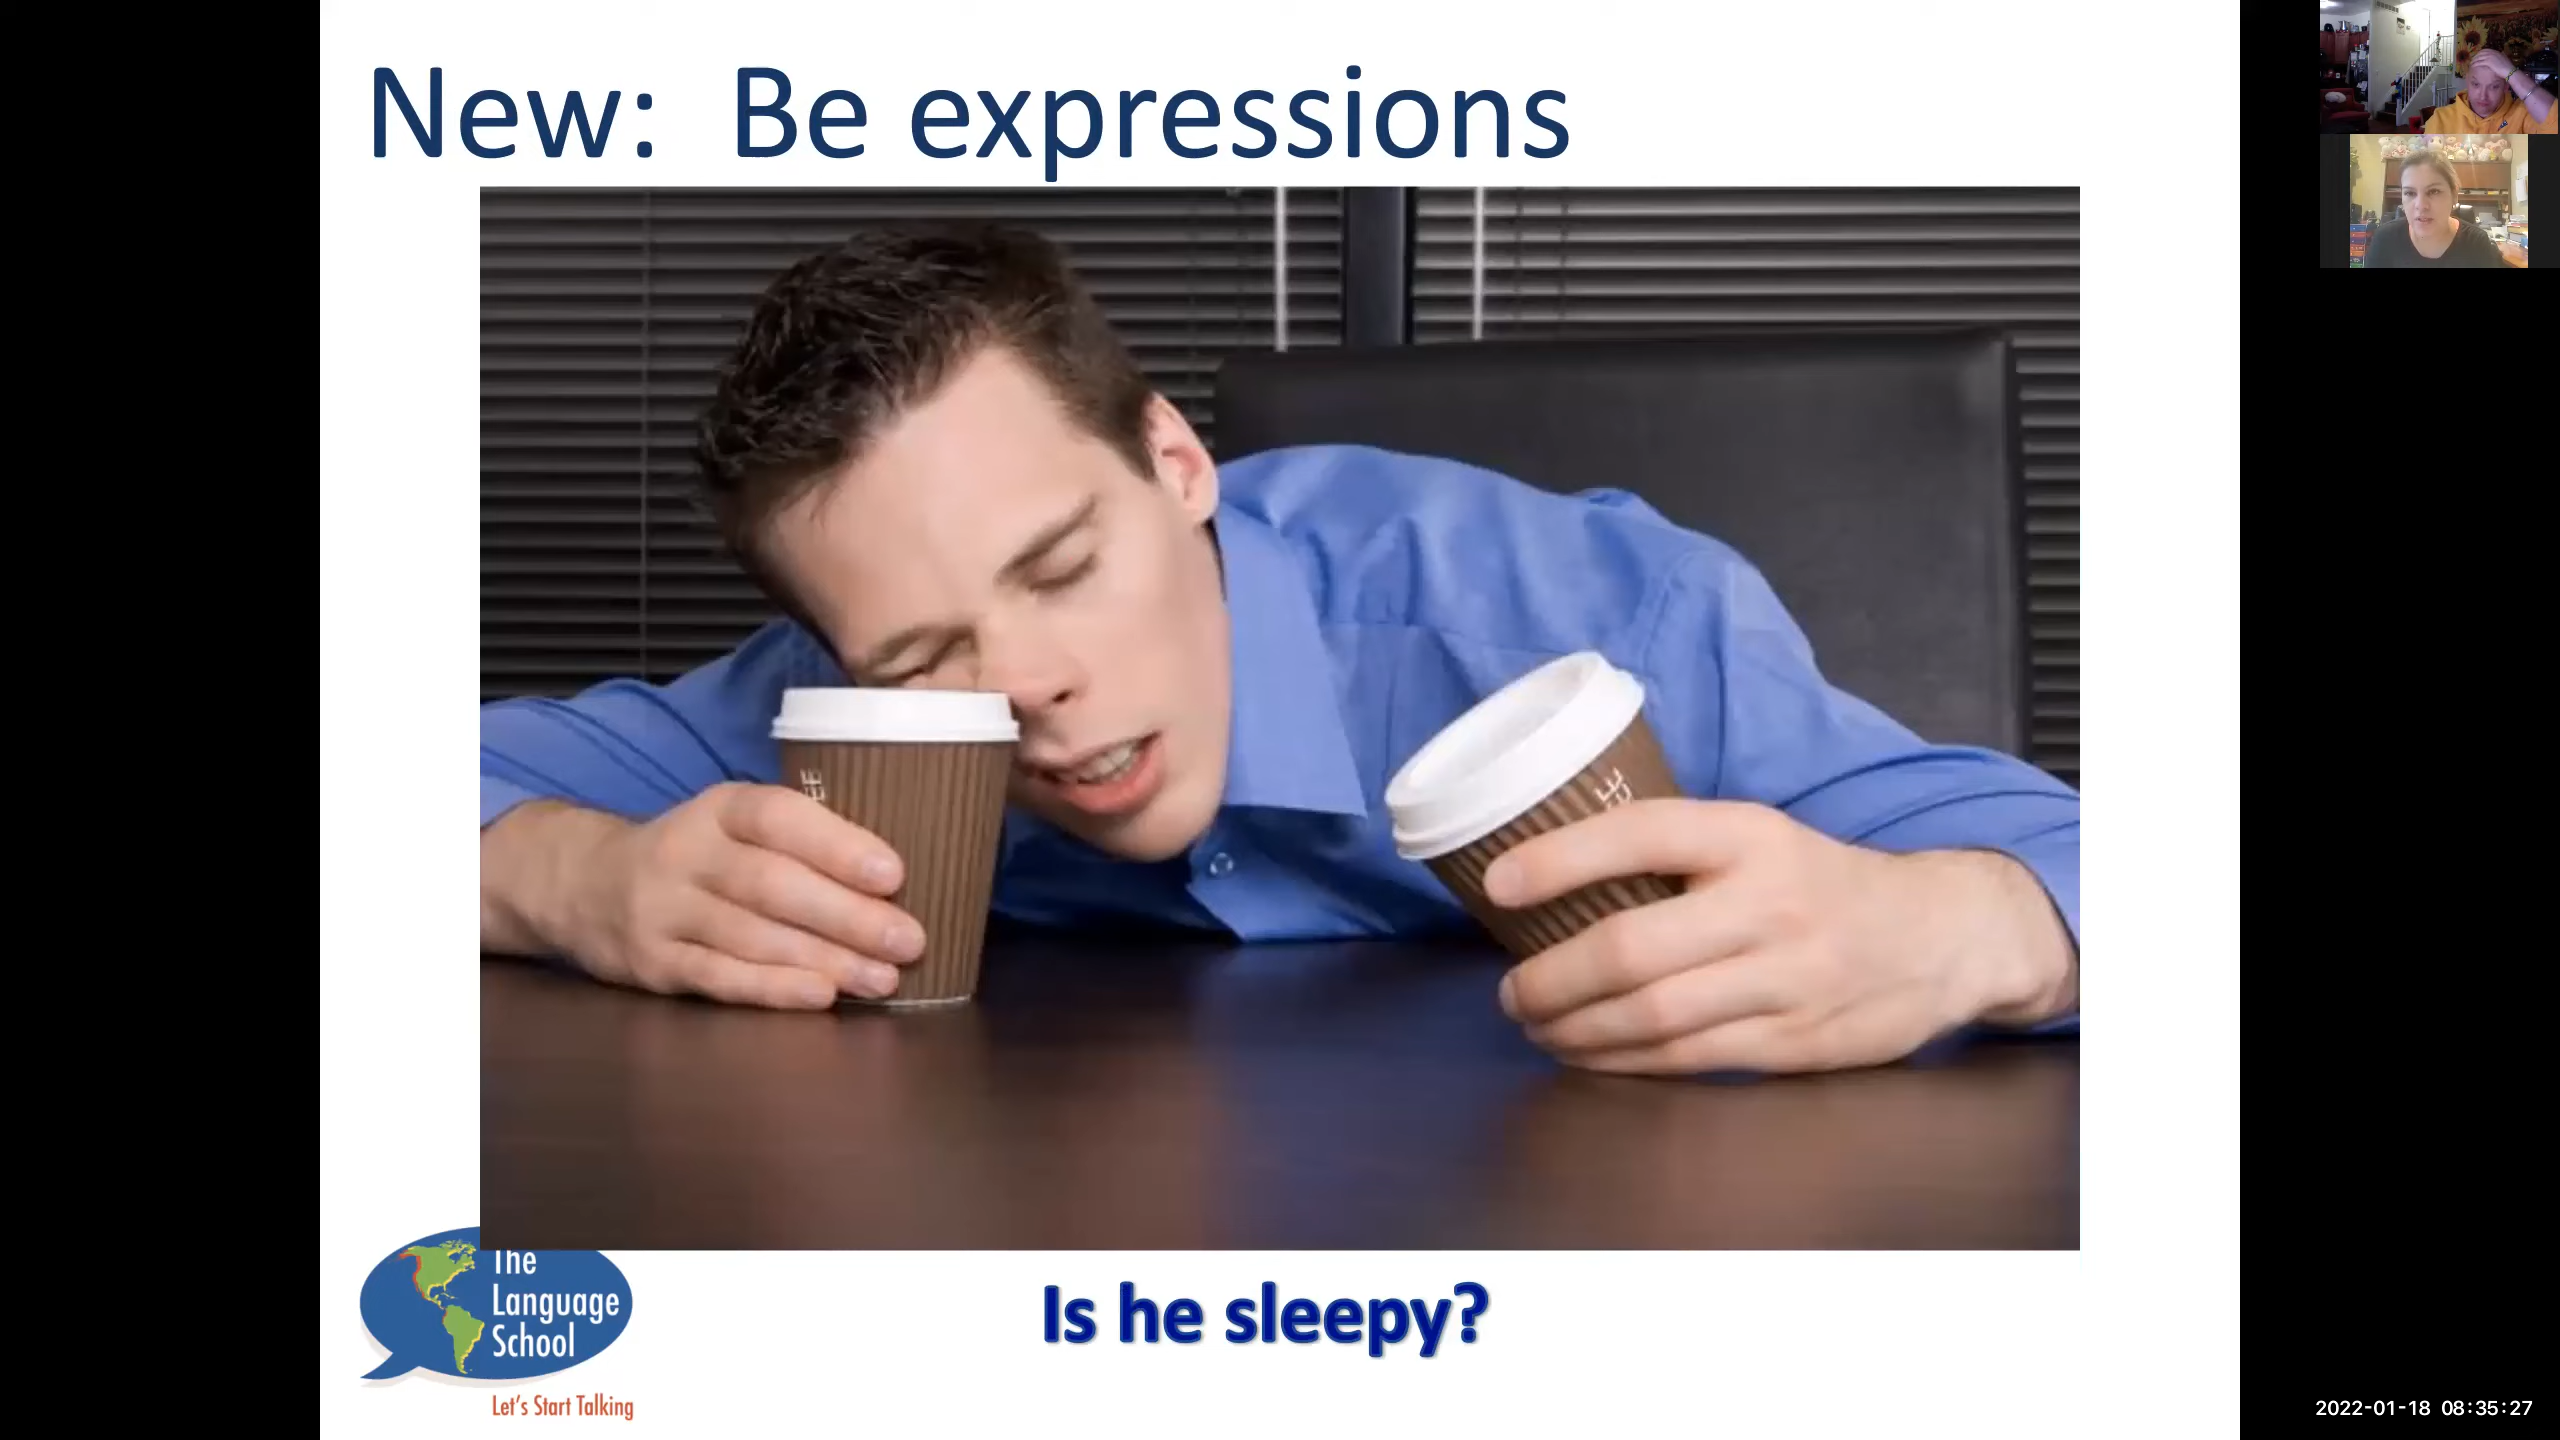 New: Be expressions
The
Language
School
Let's Start Talking
Is he sleepy?
2022-01-18 08:35:27